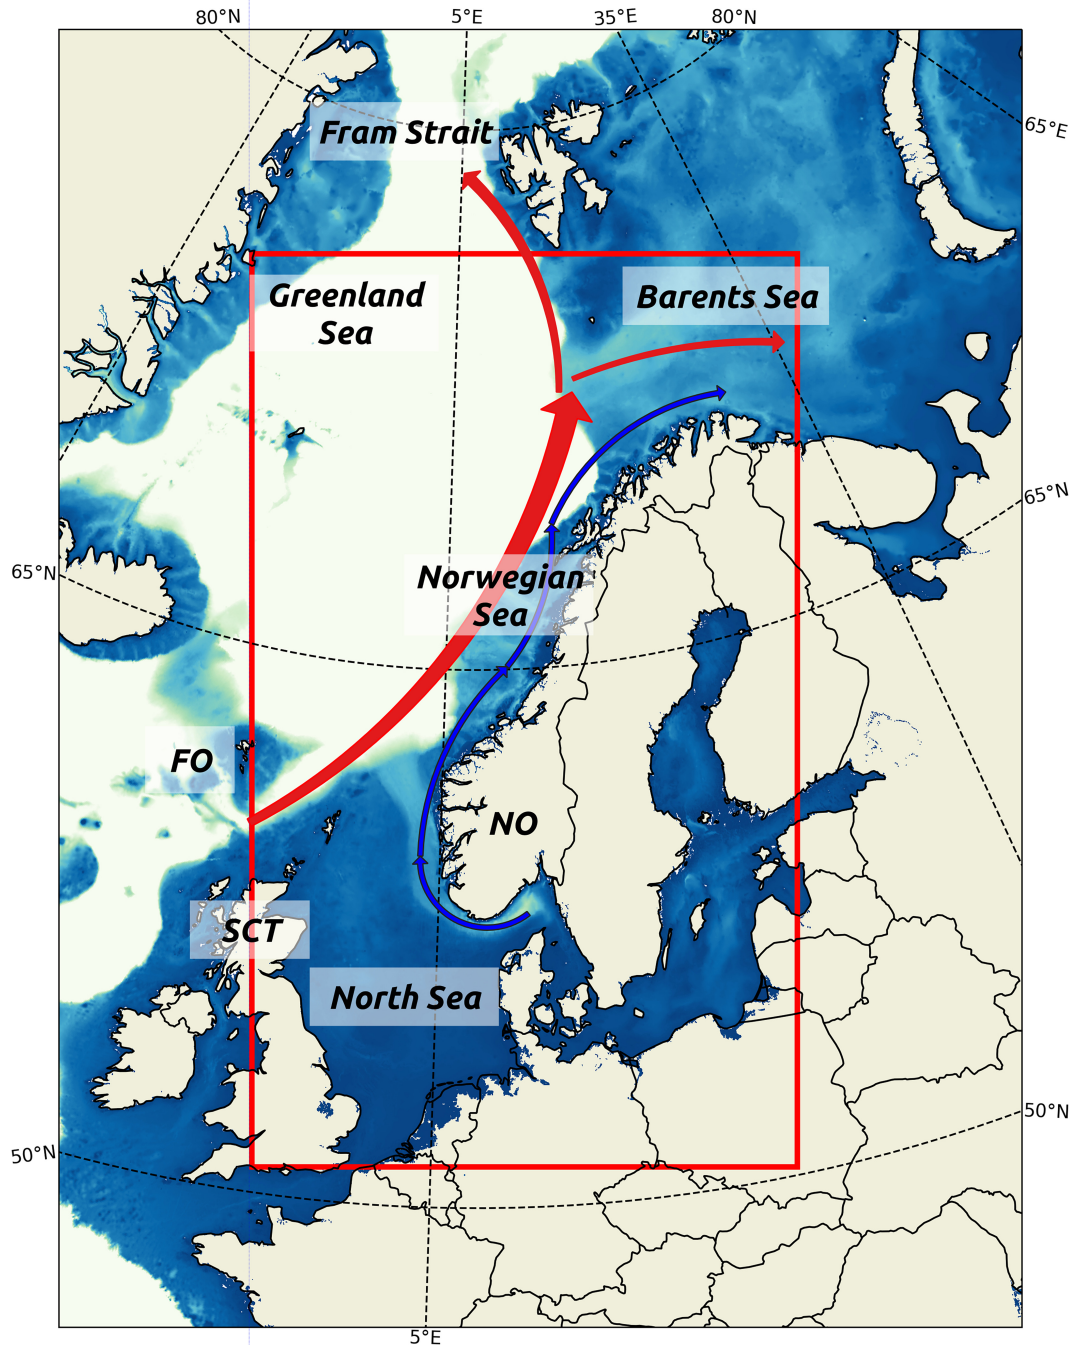 80°N 5°E 35°E 80°N
65°E
Fram Strait
Greenland
Sea
Barents Sea
65°N
65°N
Norwegian
Sea
FO
NO
SCT
North Sea
50°N
50°N
5°E